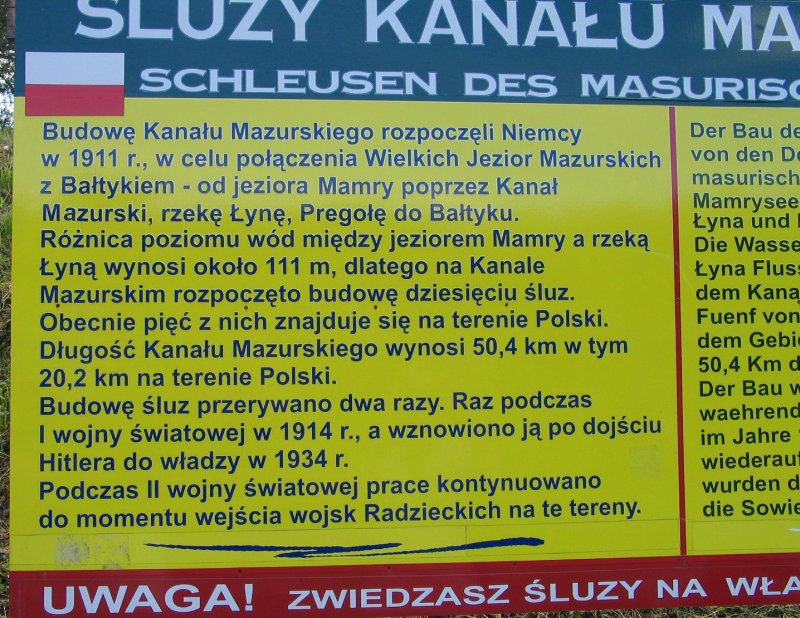 ŚLUZY KANAŁU MA
SCHLEUSEN DES MASURISC
Budowę Kanału Mazurskiego rozpoczęli Niemcy
w 1911 r., w celu połączenia Wielkich Jezior Mazurskich
z Bałtykiem - od jeziora Mamry poprzez Kanał
Mazurski, rzekę Łynę, Pregołę do Bałtyku.
Różnica poziomu wód między jeziorem Mamry a rzeką
Łyną wynosi około 111 m, dlatego na Kanale
Mazurskim rozpoczęto budowę dziesięciu śluz.
Obecnie pięć z nich znajduje się na terenie Polski.
Długość Kanału Mazurskiego wynosi 50,4 km w tym
20,2 km na terenie Polski.
Budowę śluz przerywano dwa razy. Raz podczas
I wojny światowej w 1914 r., a wznowiono ją po dojściu
Hitlera do władzy w 1934 r.
Podczas II wojny światowej prace kontynuowano
do momentu wejścia wojsk Radzieckich na te tereny.
Der Bau de
von den De
masurisch
Mamrysee
Łyna und
Die Wasse
Łyna Fluss
dem Kana
Fuenf von
dem Gebie
50,4 Km d
Der Bau w
waehrend
im Jahre
wiederauf
wurden d
die Sowie
UWAGA! ZWIEDZASZ ŚLUZY NA WŁA